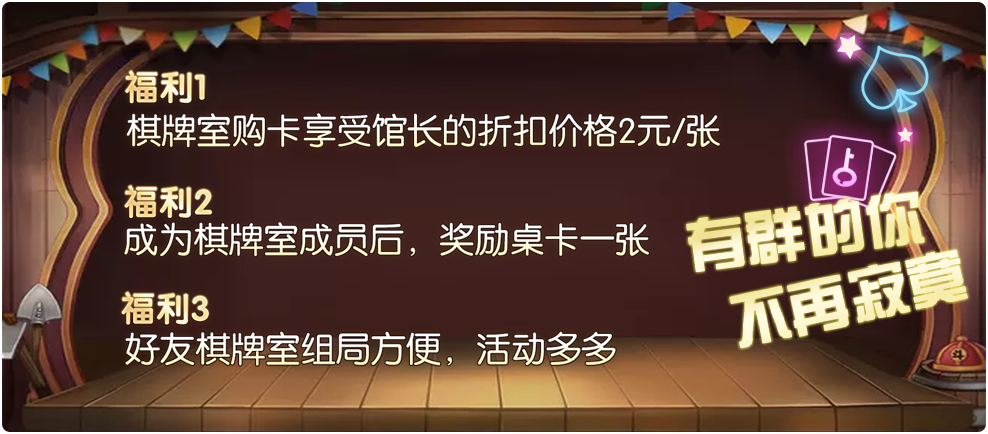 福利1
棋牌室购卡享受馆长的折扣价格2元/张
福利2
成为棋牌室成员后，奖励桌卡一张
福利3
好友棋牌室组局方便，活动多多
有群的你
不再寂寞